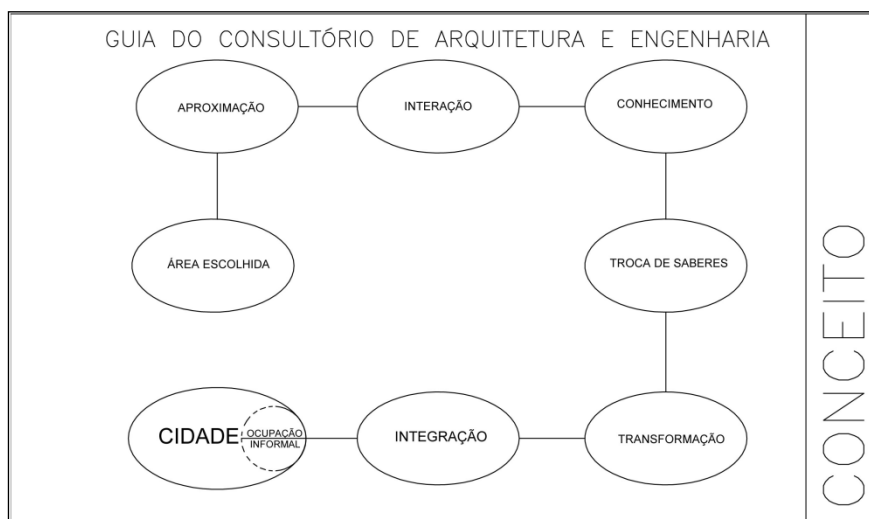 GUIA DO CONSULTÓRIO DE ARQUITETURA E ENGENHARIA
APROXIMAÇÃO
INTERAÇÃO
CONHECIMENTO
ÁREA ESCOLHIDA
TROCA DE SABERES
CIDADE
OCUPAÇÃO
INFORMAL
INTEGRAÇÃO
TRANSFORMAÇÃO
CONCEITO